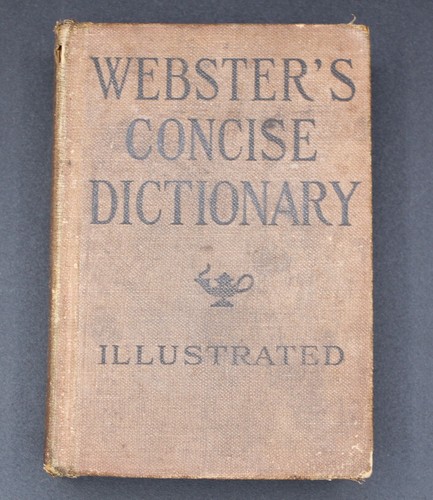 WEBSTER'S
CONCISE
DICTIONARY
ILLUSTRATED